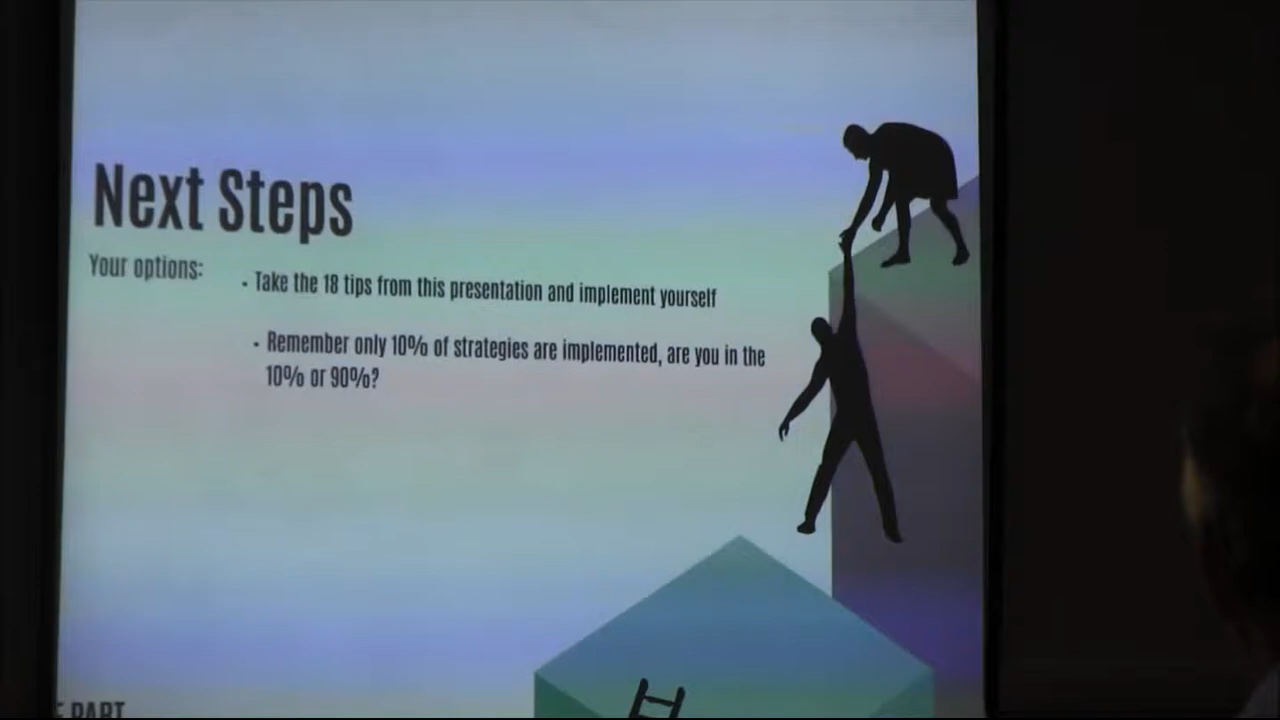 Next Steps
Your options:
• Take the 18 tips from this presentation and implement yourself
• Remember only 10% of strategies are implemented, are you in the
10% or 90%?
PART